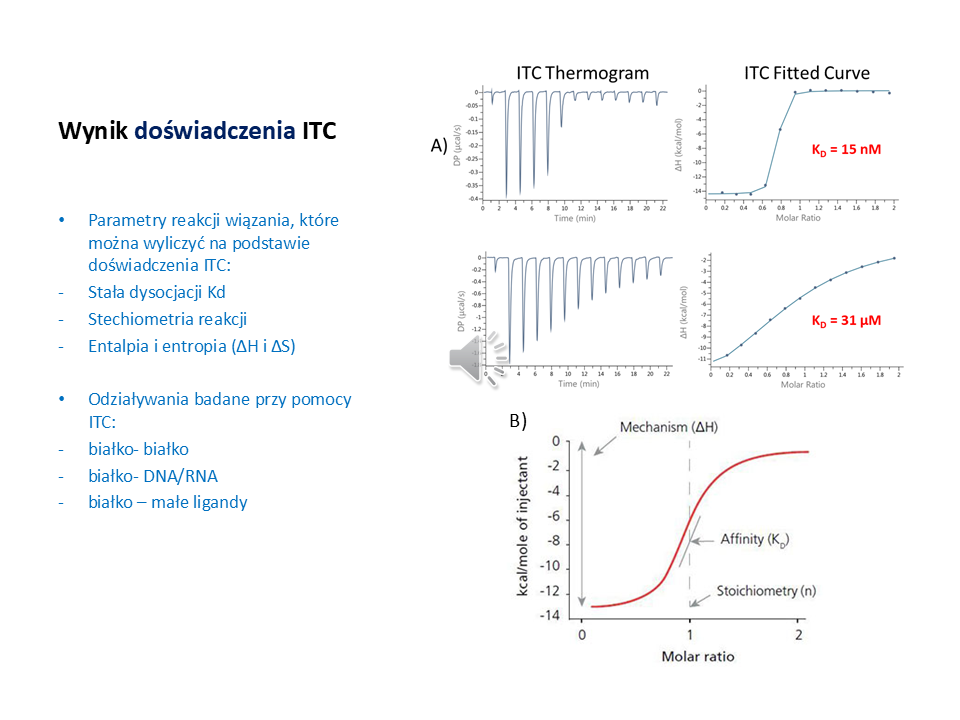 Wynik doświadczenia ITC
• Parametry reakcji wiązania, które
można wyliczyć na podstawie
doświadczenia ITC:
- Stała dysocjacji Kd
- Stechiometria reakcji
- Entalpia i entropia (ΔH i ΔS)
• Odziaływania badane przy pomocy
ITC:
- białko- białko
- białko- DNA/RNA
- białko – małe ligandy
A)
ITC Thermogram
DP (μcal/s)
0
-0.05
-0.1
-0.15
-0.2
-0.25
-0.3
-0.35
-0.4
0 2 4 6 8 10 12 14 16 18 20 22
Time (min)
ITC Fitted Curve
ΔH (kcal/mol)
0
-2
-4
-6
-8
-10
-12
-14
K_D = 15 nM
0 0.2 0.4 0.6 0.8 1 1.2 1.4 1.6 1.8 2
Molar Ratio
DP (μcal/s)
0
-0.2
-0.4
-0.6
-0.8
-1
-1.2
0 2 4 6 8 10 12 14 16 18 20 22
Time (min)
ΔH (kcal/mol)
-2
-3
-4
-5
-6
-7
-8
-9
-10
-11
K_D = 31 μM
0 0.2 0.4 0.6 0.8 1 1.2 1.4 1.6 1.8 2
Molar Ratio
B)
kcal/mole of injectant
0
-2
-4
-6
-8
-10
-12
-14
Mechanism (ΔH)
Affinity (K_D)
Stoichiometry (n)
0 1 2
Molar ratio